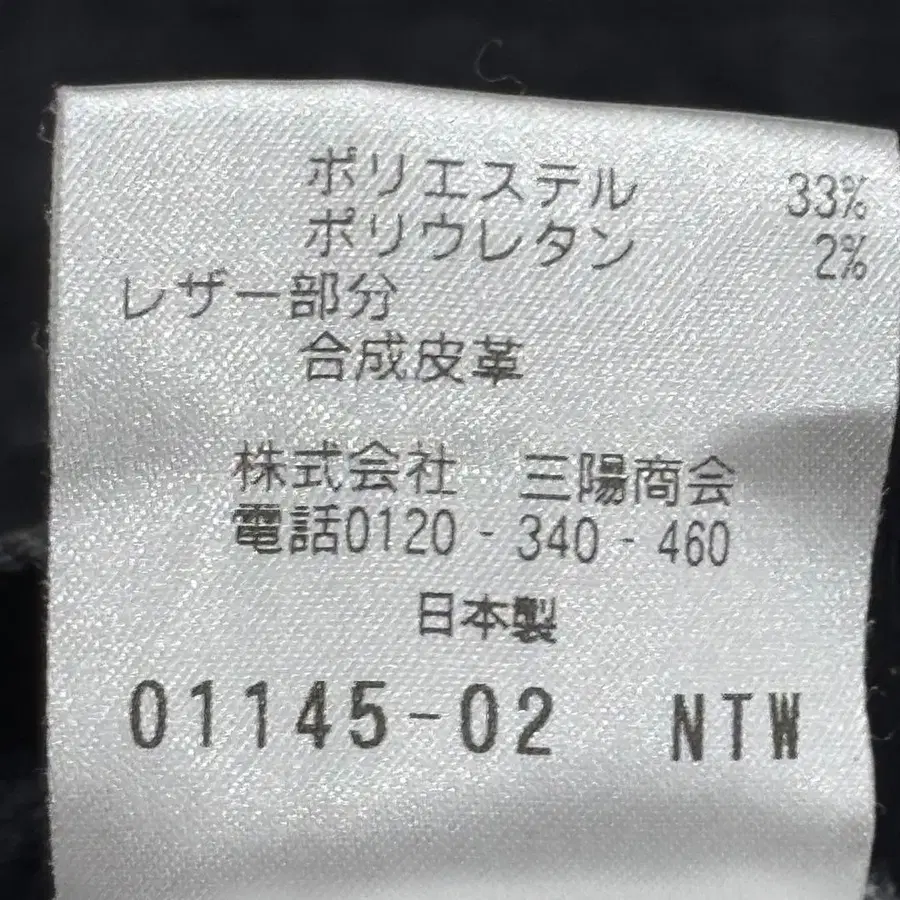 ポリエステル 33%
ポリウレタン 2%
レザー部分
合成皮革
株式会社 三陽商会
電話0120-340-460
日本製
01145-02 NTW